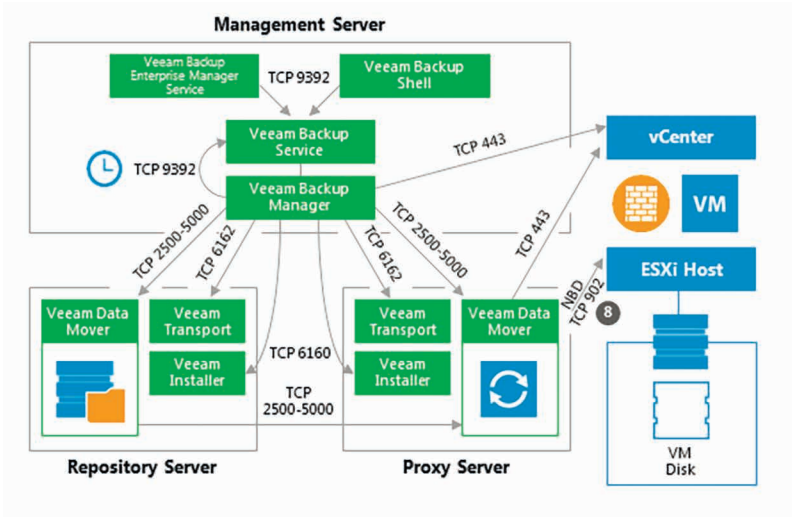 Management Server
Veeam Backup
Enterprise Manager
Service
TCP 9392
Veeam Backup
Shell
Veeam Backup
Service
TCP 443
vCenter
TCP 9392
Veeam Backup
Manager
VM
TCP 2500-5000
TCP 6162
TCP 6162
TCP 2500-5000
TCP 443
ESXi Host
NBD
TCP 902
8
Veeam Data
Mover
Veeam
Transport
Veeam
Transport
Veeam Data
Mover
Veeam
Installer
TCP 6160
Veeam
Installer
TCP
2500-5000
VM
Disk
Repository Server
Proxy Server